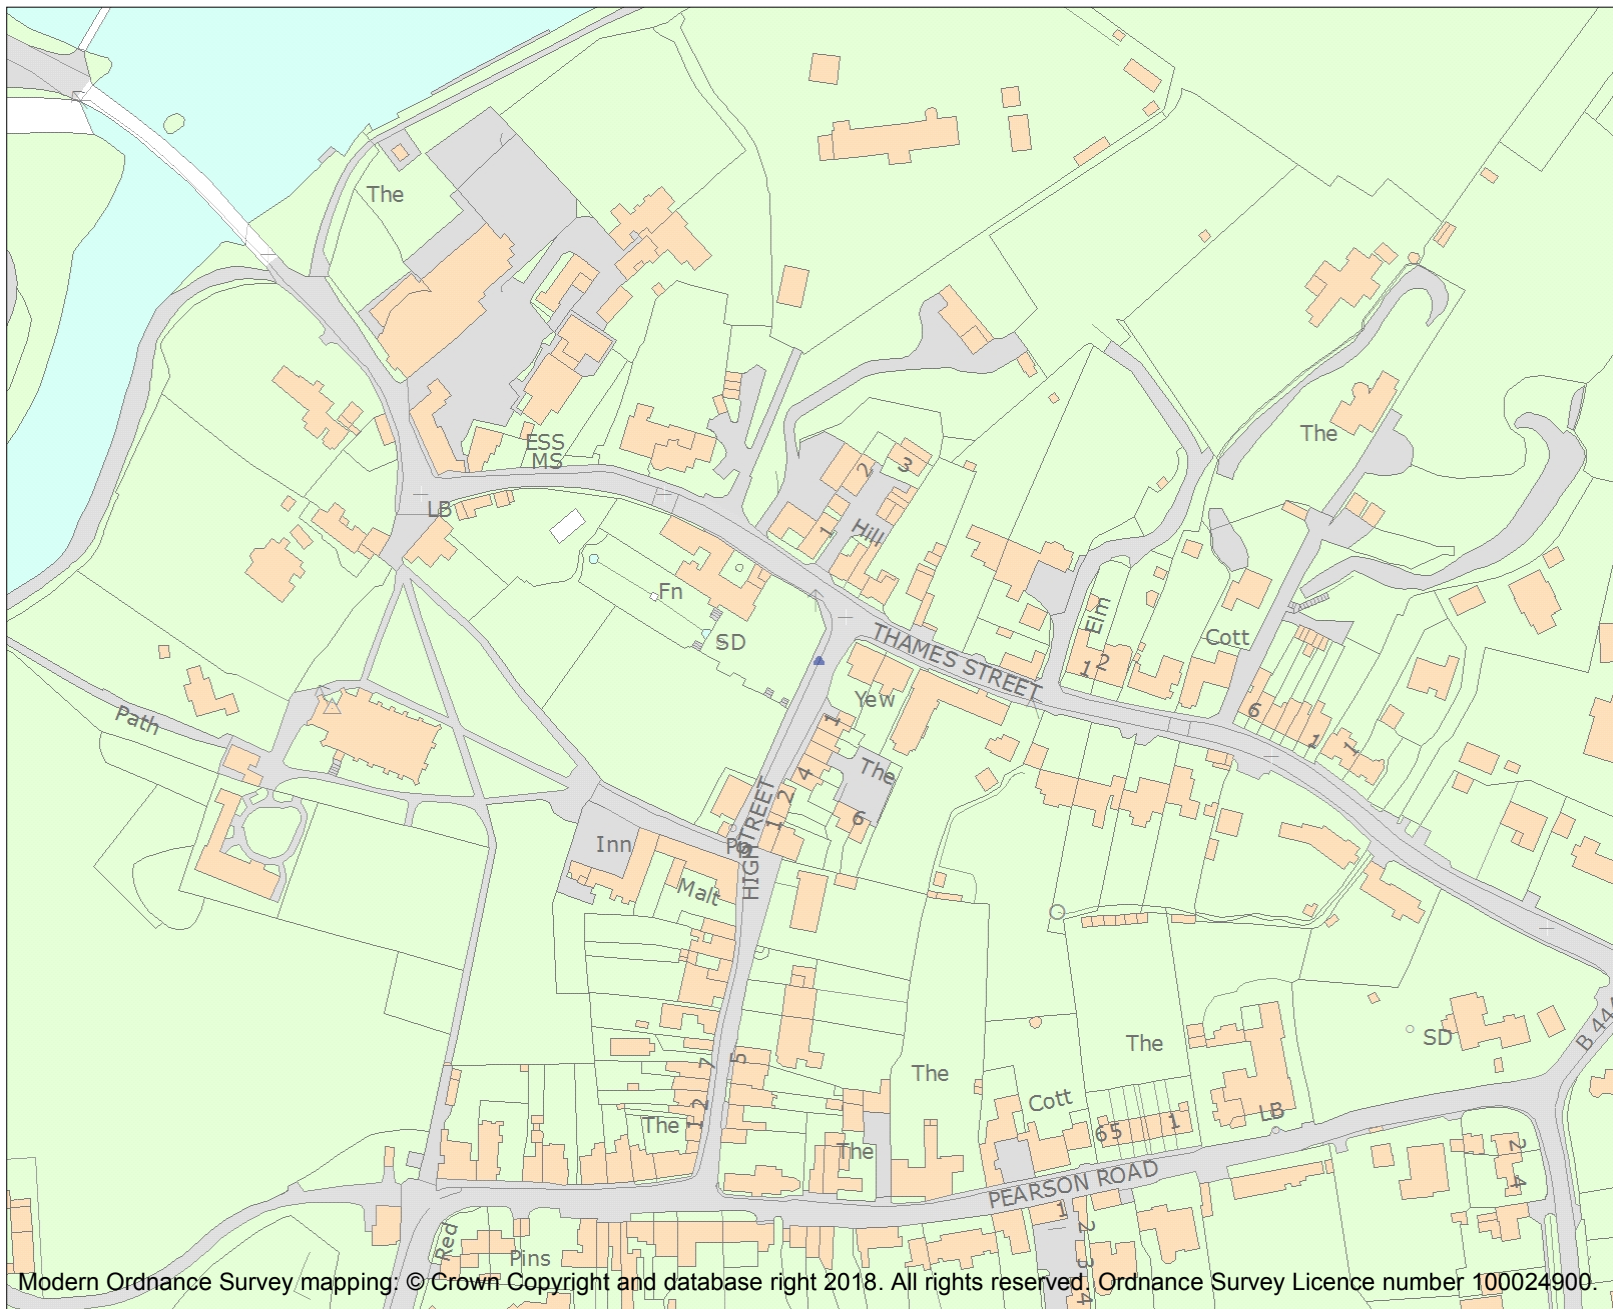 The
ESS
MS
LB
The
2
3
1
Hill
Fn
SD
Elm
THAMES STREET
1
2
Cott
Path
Yew
6
1
1
1
The
4
2
1
6
HIGH STREET
Inn
Malt
SD
B
The
The
7
5
Cott
LB
2
1
The
The
6
5
1
2
4
PEARSON ROAD
1
2
3
4
Red
Pins
Modern Ordnance Survey mapping: © Crown Copyright and database right 2018. All rights reserved. Ordnance Survey Licence number 100024900.